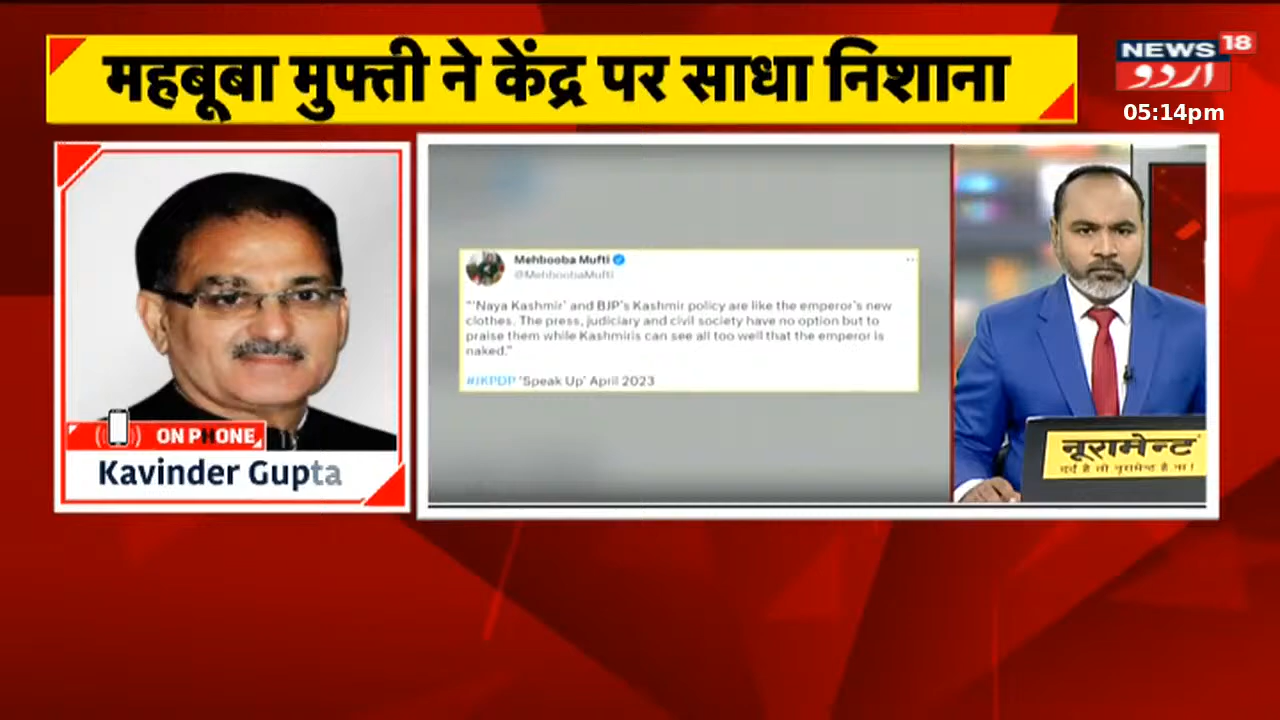 महबूबा मुफ्ती ने केंद्र पर साधा निशाना
NEWS 18
اردو
05:14pm
Mehbooba Mufti
@MehboobaMufti
"'Naya Kashmir' and BJP's Kashmir policy are like the emperor's new
clothes. The press, judiciary and civil society have no option but to
praise them while Kashmiris can see all too well that the emperor is
naked."
#JKPDP 'Speak Up' April 2023
ON PHONE
Kavinder Gupta
नूरामेन्ट
दर्द है तो नूरामेन्ट है ना!